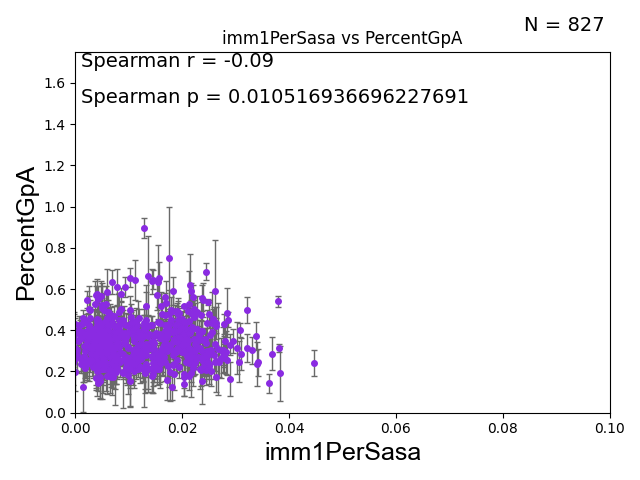 N = 827
imm1PerSasa vs PercentGpA
Spearman r = -0.09
Spearman p = 0.010516936696227691
PercentGpA
1.6
1.4
1.2
1.0
0.8
0.6
0.4
0.2
0.0
0.00 0.02 0.04 0.06 0.08 0.10
imm1PerSasa